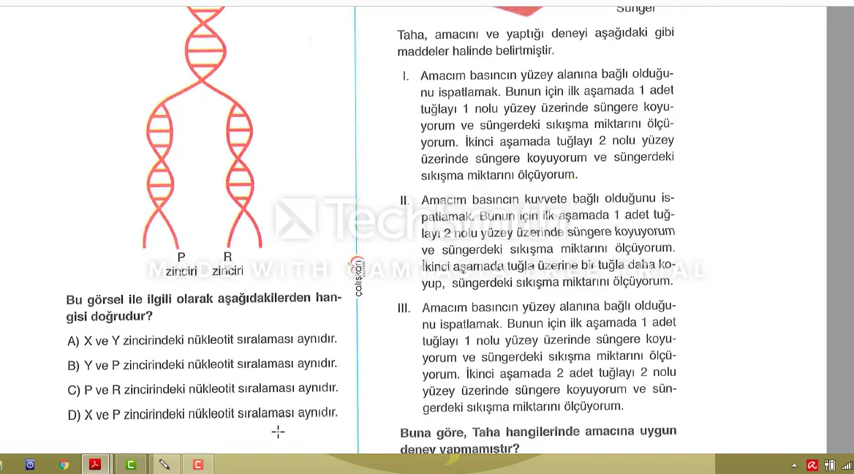 P
R
zinciri
zinciri
Bu görsel ile ilgili olarak aşağıdakilerden han-
gisi doğrudur?
A) X ve Y zincirindeki nükleotit sıralaması aynıdır.
B) Y ve P zincirindeki nükleotit sıralaması aynıdır.
C) P ve R zincirindeki nükleotit sıralaması aynıdır.
D) X ve P zincirindeki nükleotit sıralaması aynıdır.
çalışkan
Sünger
Taha, amacını ve yaptığı deneyi aşağıdaki gibi
maddeler halinde belirtmiştir.
I. Amacım basıncın yüzey alanına bağlı olduğu-
nu ispatlamak. Bunun için ilk aşamada 1 adet
tuğlayı 1 nolu yüzey üzerinde süngere koyu-
yorum ve süngerdeki sıkışma miktarını ölçü-
yorum. İkinci aşamada tuğlayı 2 nolu yüzey
üzerinde süngere koyuyorum ve süngerdeki
sıkışma miktarını ölçüyorum.
II. Amacım basıncın kuvvete bağlı olduğunu is-
patlamak. Bunun için ilk aşamada 1 adet tuğ-
layı 2 nolu yüzey üzerinde süngere koyuyorum
ve süngerdeki sıkışma miktarını ölçüyorum.
İkinci aşamada tuğla üzerine bir tuğla daha ko-
yup, süngerdeki sıkışma miktarını ölçüyorum.
III. Amacım basıncın yüzey alanına bağlı olduğu-
nu ispatlamak. Bunun için ilk aşamada 1 adet
tuğlayı 1 nolu yüzey üzerinde süngere koyu-
yorum ve süngerdeki sıkışma miktarını ölçü-
yorum. İkinci aşamada 2 adet tuğlayı 2 nolu
yüzey üzerinde süngere koyuyorum ve sün-
gerdeki sıkışma miktarını ölçüyorum.
Buna göre, Taha hangilerinde amacına uygun
deney yapmamıştır?
TechSmith
MADE WITH CAMTASIA FREE TRIAL